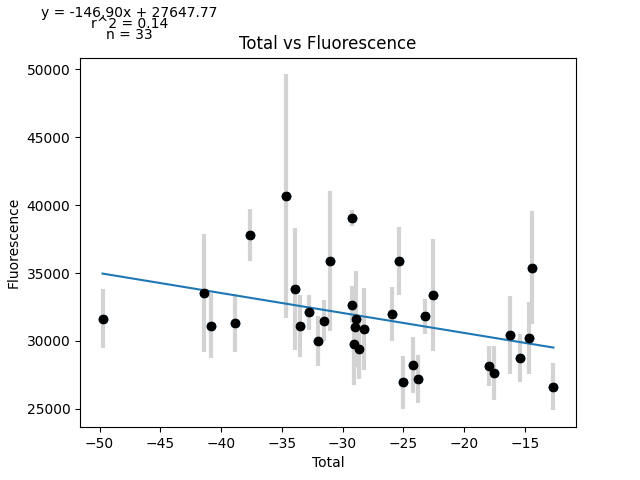 y = -146.90x + 27647.77
r^2 = 0.14
n = 33
Total vs Fluorescence
50000
45000
40000
35000
30000
25000
Fluorescence
−50 −45 −40 −35 −30 −25 −20 −15
Total